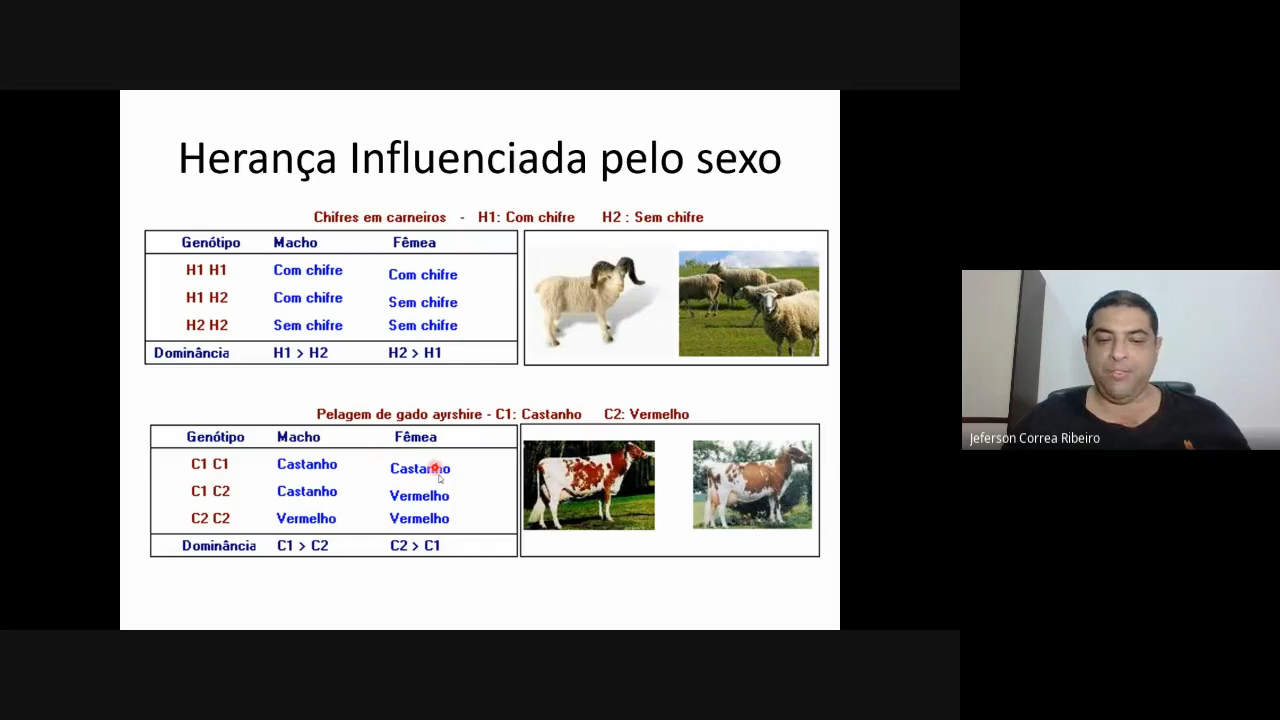 Herança Influenciada pelo sexo
Chifres em carneiros - H1: Com chifre H2 : Sem chifre
Genótipo Macho Fêmea
H1 H1 Com chifre Com chifre
H1 H2 Com chifre Sem chifre
H2 H2 Sem chifre Sem chifre
Dominância H1 > H2 H2 > H1
Pelagem de gado ayrshire - C1: Castanho C2: Vermelho
Genótipo Macho Fêmea
C1 C1 Castanho Castanho
C1 C2 Castanho Vermelho
C2 C2 Vermelho Vermelho
Dominância C1 > C2 C2 > C1
Jeferson Correa Ribeiro